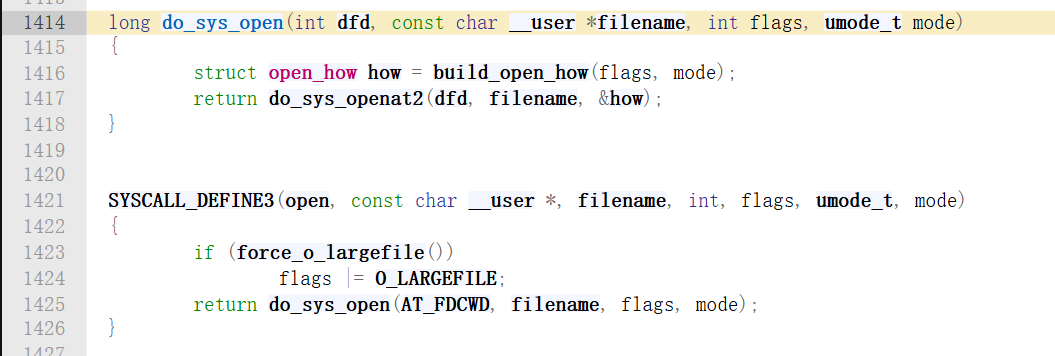 1414 long do_sys_open(int dfd, const char __user *filename, int flags, umode_t mode)
1415 {
1416 struct open_how how = build_open_how(flags, mode);
1417 return do_sys_openat2(dfd, filename, &how);
1418 }
1419
1420
1421 SYSCALL_DEFINE3(open, const char __user *, filename, int, flags, umode_t, mode)
1422 {
1423 if (force_o_largefile())
1424 flags |= O_LARGEFILE;
1425 return do_sys_open(AT_FDCWD, filename, flags, mode);
1426 }
1427